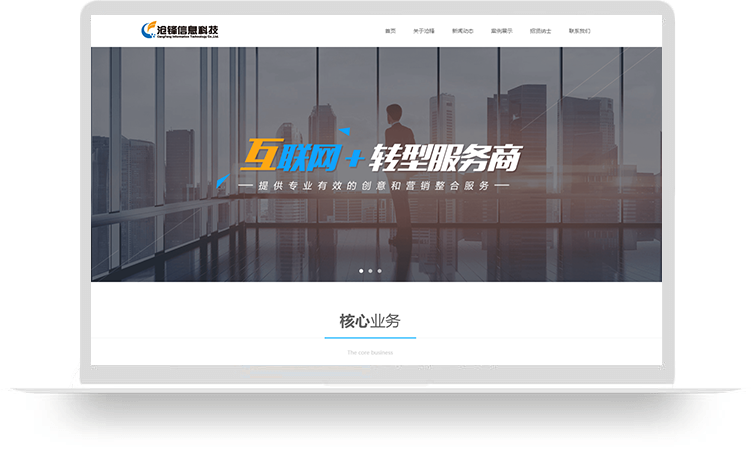 沧锋信息科技
CangFeng Information Technology Co.,Ltd.
首页 关于沧锋 新闻动态 案例展示 招贤纳士 联系我们
互联网+转型服务商
提供专业有效的创意和营销整合服务
核心业务
The core business